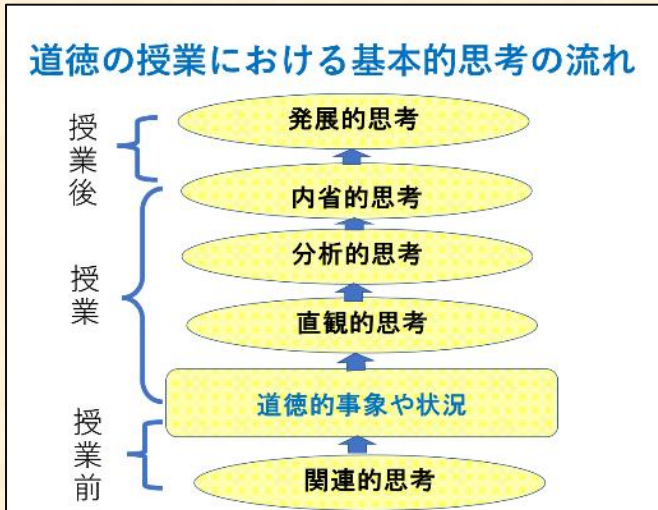 道徳の授業における基本的思考の流れ
授業後
発展的思考
内省的思考
分析的思考
授業
直観的思考
道徳的事象や状況
授業前
関連的思考